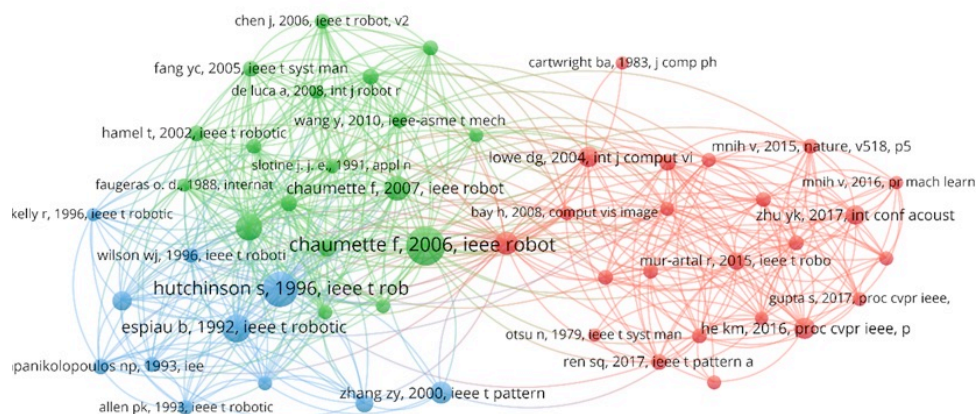 chen j, 2006, ieee t robot, v2
fang yc, 2005, ieee t syst man
cartwright ba, 1983, j comp ph
de luca a, 2008, int j robot r
wang y, 2010, ieee-asme t mech
hamel t, 2002, ieee t robotic
mnih v, 2015, nature, v518, p5
lowe dg, 2004, int j comput vi
slotine j. j. e., 1991, appl n
mnih v, 2016, pr mach learn
faugeras o. d., 1988, internat
chaumette f, 2007, ieee robot
kelly r, 1996, ieee t robotic
bay h, 2008, comput vis image
zhu yk, 2017, int conf acoust
chaumette f, 2006, ieee robot
wilson wj, 1996, ieee t roboti
mur-artal r, 2015, ieee t robo
hutchinson s, 1996, ieee t rob
gupta s, 2017, proc cvpr ieee,
espiau b, 1992, ieee t robotic
otsu n, 1979, ieee t syst man
he km, 2016, proc cvpr ieee, p
panikolopoulos np, 1993, iee
ren sq, 2017, ieee t pattern a
zhang zy, 2000, ieee t pattern
allen pk, 1993, ieee t robotic